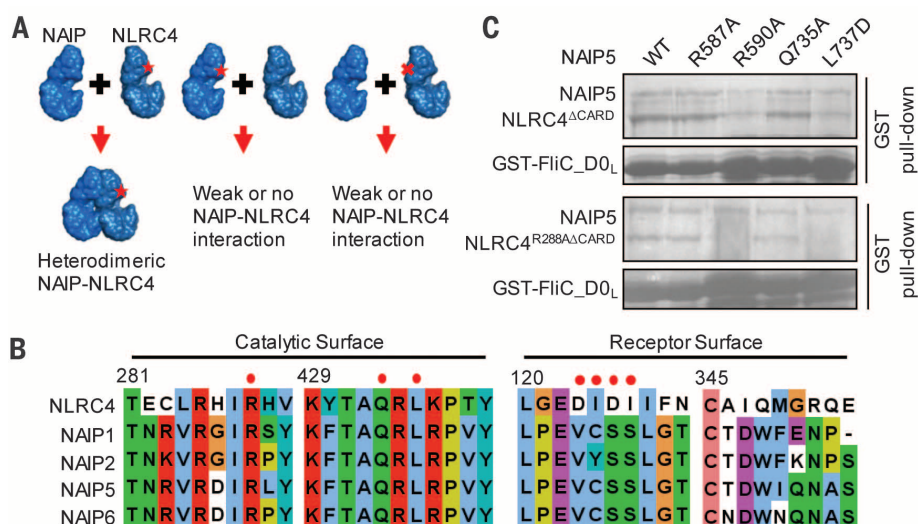 A
NAIP NLRC4
Heterodimeric
NAIP-NLRC4
Weak or no
NAIP-NLRC4
interaction
Weak or no
NAIP-NLRC4
interaction
C
NAIP5 WT R587A R590A Q735A L737D
NAIP5
NLRC4ΔCARD
GST-FliC_D0L
GST
pull-down
NAIP5
NLRC4R288AΔCARD
GST-FliC_D0L
GST
pull-down
B
Catalytic Surface Receptor Surface
281 429 120 345
NLRC4 TECLRHIRHV KYTAQRLKPTY LGEDIDIIFN CAIQMGRQE
NAIP1 TNRVRGIRSY KFTAQRLRPVY LPEVCSSLGT CTDWFENP-
NAIP2 TNKVRGIRPY KFTAQRLRPVY LPEVYSSLGT CTDWFKNPS
NAIP5 TNRVRDIRLY KFTAQRLRPVY LPEVCSSLGT CTDWIQNAS
NAIP6 TNRVRDIRPY KFTAQRLRPVY LPEVCSSLGT CNDWNQNAS